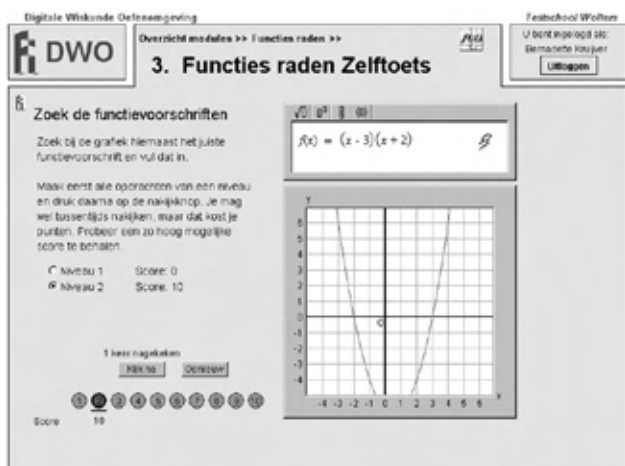 Digitale Wiskunde Oefenomgeving
Testschool Wolters
DWO
Overzicht modules >> Functies raden >>
3. Functies raden Zelftoets
U bent ingelogd als:
Bernadette Kruijver
Uitloggen
Zoek de functievoorschriften
Zoek bij de grafiek hiernaast het juiste
functievoorschrift en vul dat in.
Maak eerst alle opdrachten van een niveau
en druk daarna op de nakijkknop. Je mag
wel tussentijds nakijken, maar dat kost je
punten. Probeer een zo hoog mogelijke
score te behalen.
Niveau 1 Score: 0
Niveau 2 Score: 10
1 keer nagekeken
Kijk na Opnieuw
1 2 3 4 5 6 7 8 9 10
Score 10
f(x) = (x - 3)(x + 2)
Y
6
5
4
3
2
1
0
O
-1
-2
-3
-4
-4 -3 -2 -1 0 1 2 3 4 5 6
x